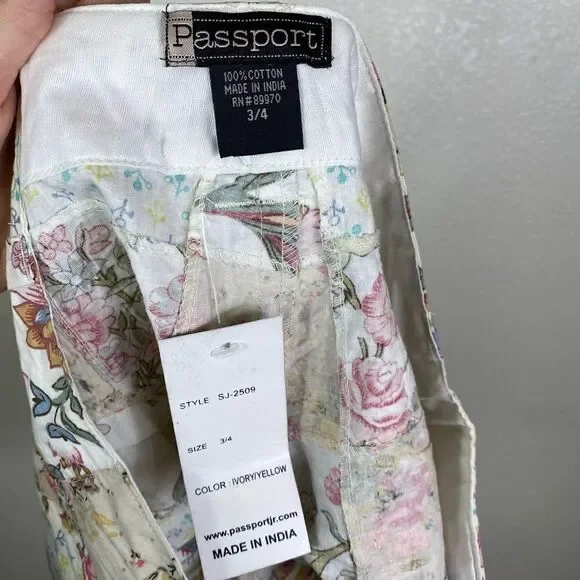 Passport
100% COTTON
MADE IN INDIA
RN# 89970
3/4
STYLE SJ-2509
SIZE 3/4
COLOR : IVORY/YELLOW
www.passportjr.com
MADE IN INDIA